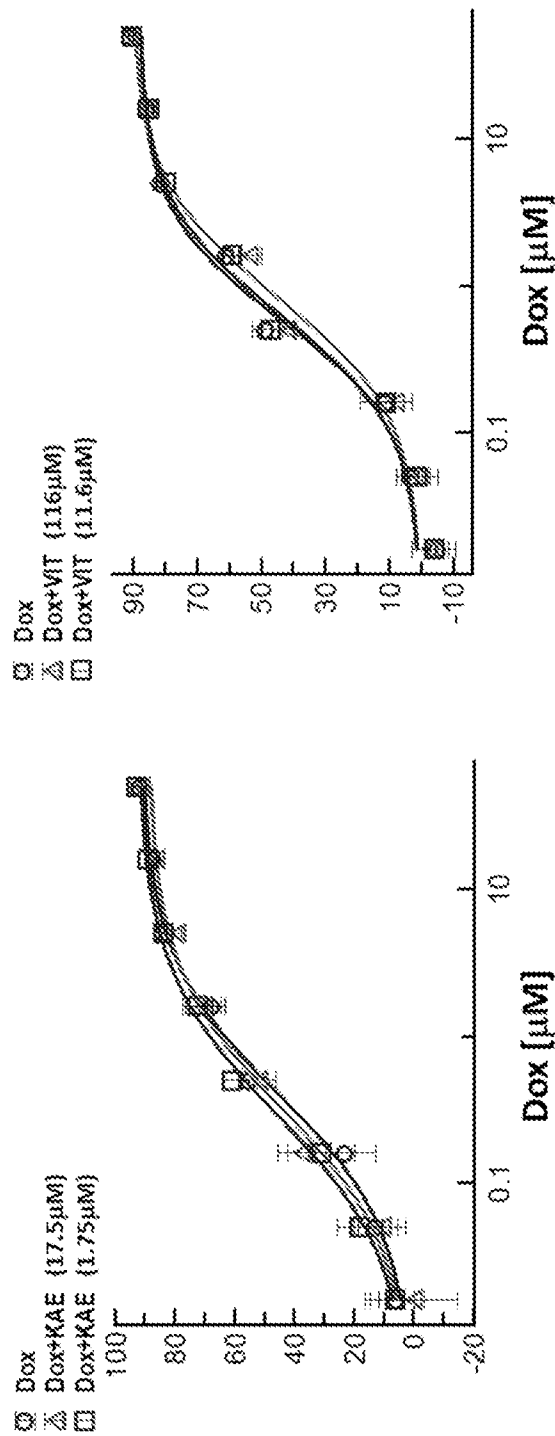 Dox
Dox+KAE (17.5µM)
Dox+KAE (1.75µM)
100
80
60
40
20
0
-20
0.1
10
Dox [µM]
Dox
Dox+VIT (116µM)
Dox+VIT (11.6µM)
90
70
50
30
10
-10
0.1
10
Dox [µM]